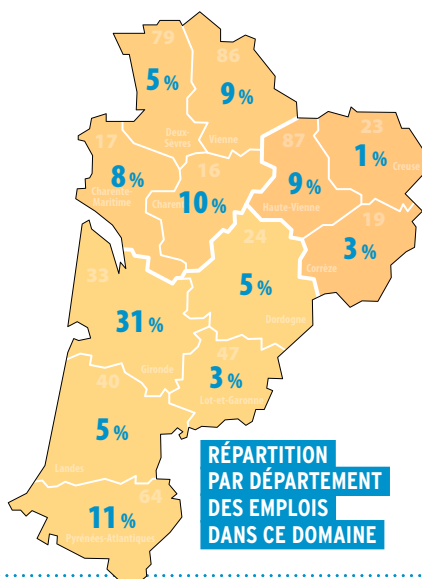 79
5 %
Deux-
Sèvres
86
9 %
Vienne
17
8 %
Charente-
Maritime
16
10 %
87
9 %
Haute-Vienne
23
1 %
Creuse
19
3 %
Corrèze
24
5 %
Dordogne
33
31 %
Gironde
47
3 %
Lot-et-Garonne
40
5 %
Landes
64
11 %
Pyrénées-Atlantiques
RÉPARTITION
PAR DÉPARTEMENT
DES EMPLOIS
DANS CE DOMAINE